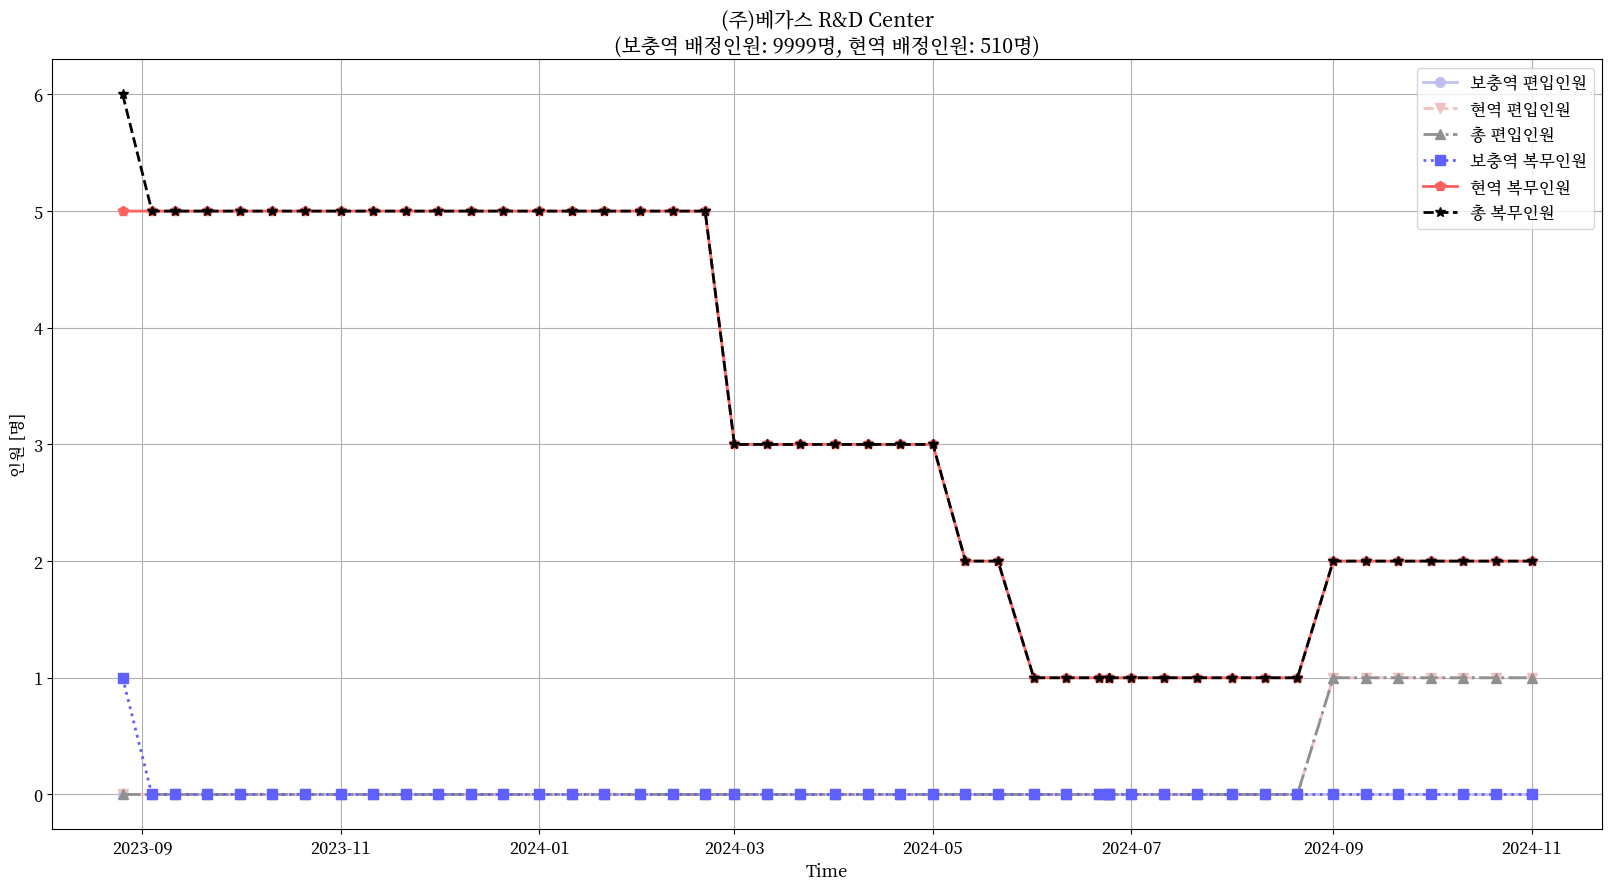 (주)베가스 R&D Center
(보충역 배정인원: 9999명, 현역 배정인원: 510명)
보충역 편입인원
현역 편입인원
총 편입인원
보충역 복무인원
현역 복무인원
총 복무인원
인원 [명]
6
5
4
3
2
1
0
2023-09 2023-11 2024-01 2024-03 2024-05 2024-07 2024-09 2024-11
Time